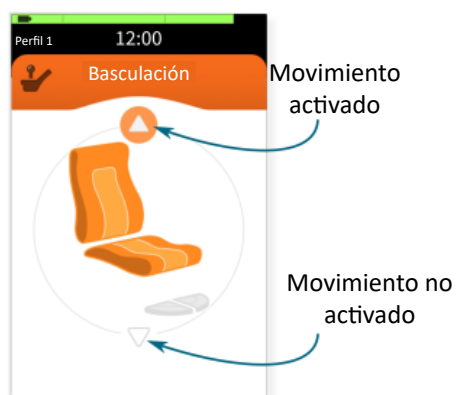 Perfil 1
12:00
Basculación
Movimiento
activado
Movimiento no
activado